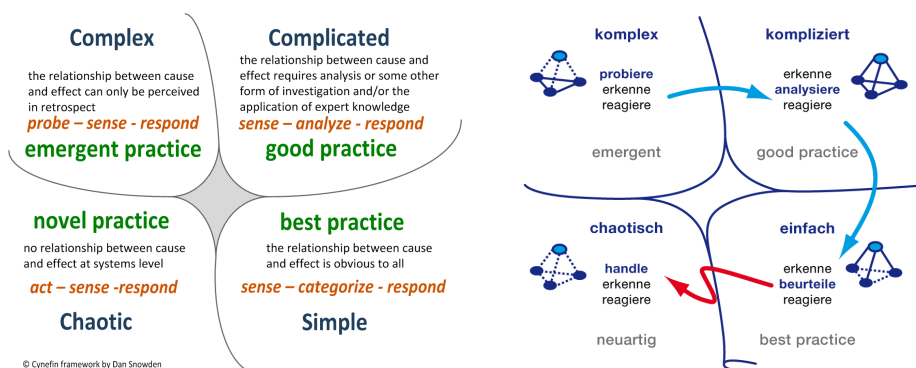 Complex
the relationship between cause
and effect can only be perceived
in retrospect
probe – sense - respond
emergent practice
Complicated
the relationship between cause and
effect requires analysis or some other
form of investigation and/or the
application of expert knowledge
sense – analyze - respond
good practice
novel practice
no relationship between cause
and effect at systems level
act – sense -respond
Chaotic
best practice
the relationship between cause
and effect is obvious to all
sense – categorize - respond
Simple
© Cynefin framework by Dan Snowden
komplex
probiere
erkenne
reagiere
emergent
kompliziert
erkenne
analysiere
reagiere
good practice
chaotisch
handle
erkenne
reagiere
neuartig
einfach
erkenne
beurteile
reagiere
best practice